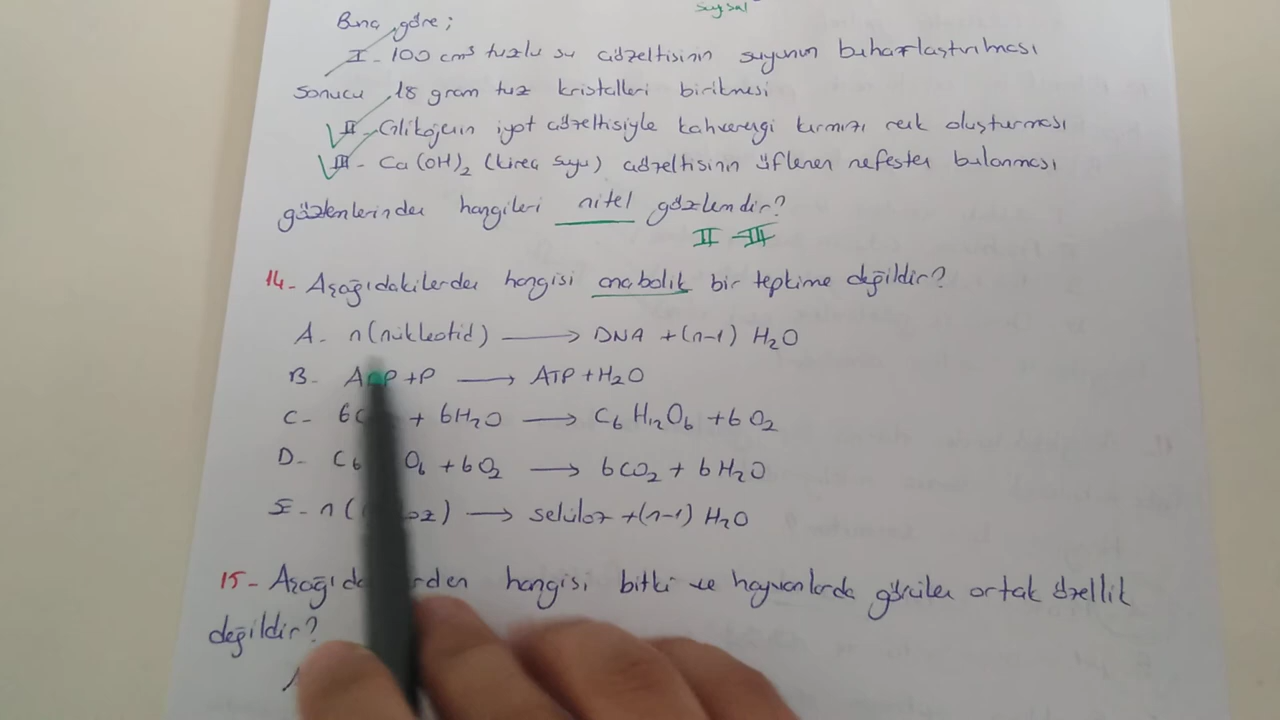 sayısal
Buna göre;
I- 100 cm³ tuzlu su çözeltisinin suyunun buharlaştırılması
sonucu 18 gram tuz kristalleri birikmesi
II- Glikojenin iyot çözeltisiyle kahverengi kırmızı renk oluşturması
III- Ca(OH)₂ (kireç suyu) çözeltisinin üflenen nefesten bulanması
gözlemlerinden hangileri nitel gözlemdir?
II-III
14- Aşağıdakilerden hangisi anabolik bir tepkime değildir?
A- n(nükleotid) → DNA + (n-1) H₂O
B- A P + P → ATP + H₂O
C- 6C + 6H₂O → C₆H₁₂O₆ + 6O₂
D- C₆ O₆ + 6O₂ → 6CO₂ + 6H₂O
E- n( oz) → selüloz + (n-1) H₂O
15- hangisi bitki ve hayvanlarda görülen ortak özellik
değildir?